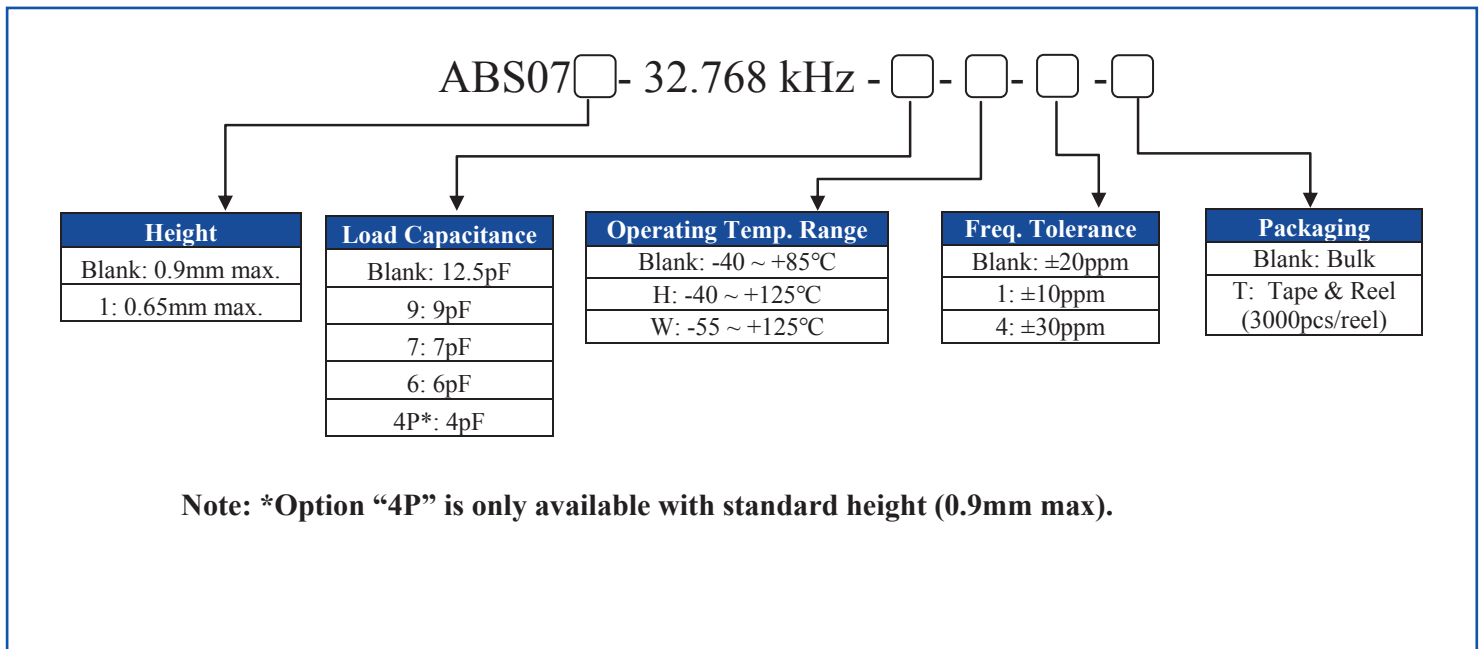 ABS07 - 32.768 kHz - - - -
Height
Blank: 0.9mm max.
1: 0.65mm max.
Load Capacitance
Blank: 12.5pF
9: 9pF
7: 7pF
6: 6pF
4P*: 4pF
Operating Temp. Range
Blank: -40 ~ +85℃
H: -40 ~ +125℃
W: -55 ~ +125℃
Freq. Tolerance
Blank: ±20ppm
1: ±10ppm
4: ±30ppm
Packaging
Blank: Bulk
T: Tape & Reel
(3000pcs/reel)
Note: *Option “4P” is only available with standard height (0.9mm max).